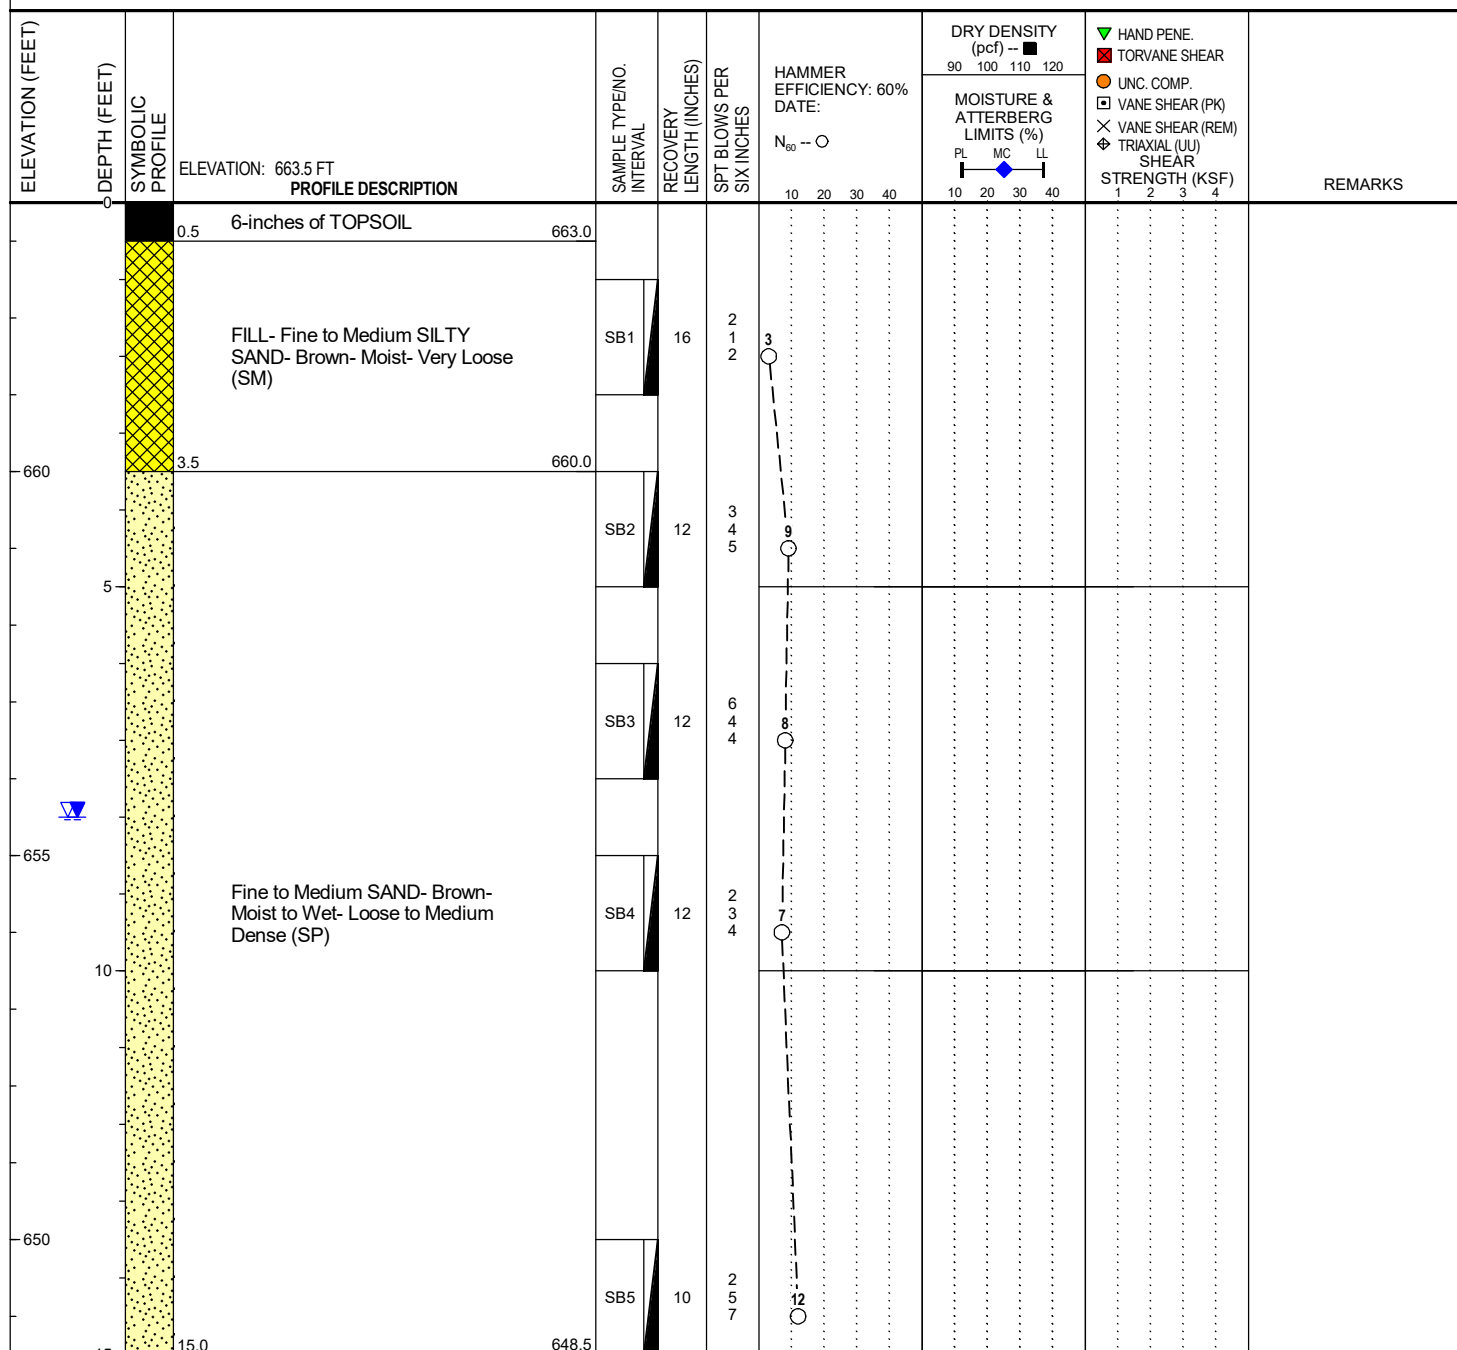 ELEVATION (FEET)
DEPTH (FEET)
SYMBOLIC
PROFILE
ELEVATION: 663.5 FT
PROFILE DESCRIPTION
SAMPLE TYPE/NO.
INTERVAL
RECOVERY
LENGTH (INCHES)
SPT BLOWS PER
SIX INCHES
HAMMER
EFFICIENCY: 60%
DATE:
N60 --
10 20 30 40
DRY DENSITY
(pcf) --
90 100 110 120
MOISTURE &
ATTERBERG
LIMITS (%)
PL MC LL
10 20 30 40
HAND PENE.
TORVANE SHEAR
UNC. COMP.
VANE SHEAR (PK)
VANE SHEAR (REM)
TRIAXIAL (UU)
SHEAR
STRENGTH (KSF)
1 2 3 4
REMARKS
0
6-inches of TOPSOIL
0.5 663.0
FILL- Fine to Medium SILTY
SAND- Brown- Moist- Very Loose
(SM)
SB1 16
2
1
2
3
3.5 660.0
660
SB2 12
3
4
5
9
5
SB3 12
6
4
4
8
655
Fine to Medium SAND- Brown-
Moist to Wet- Loose to Medium
Dense (SP)
SB4 12
2
3
4
7
10
650
SB5 10
2
5
7
12
15.0 648.5